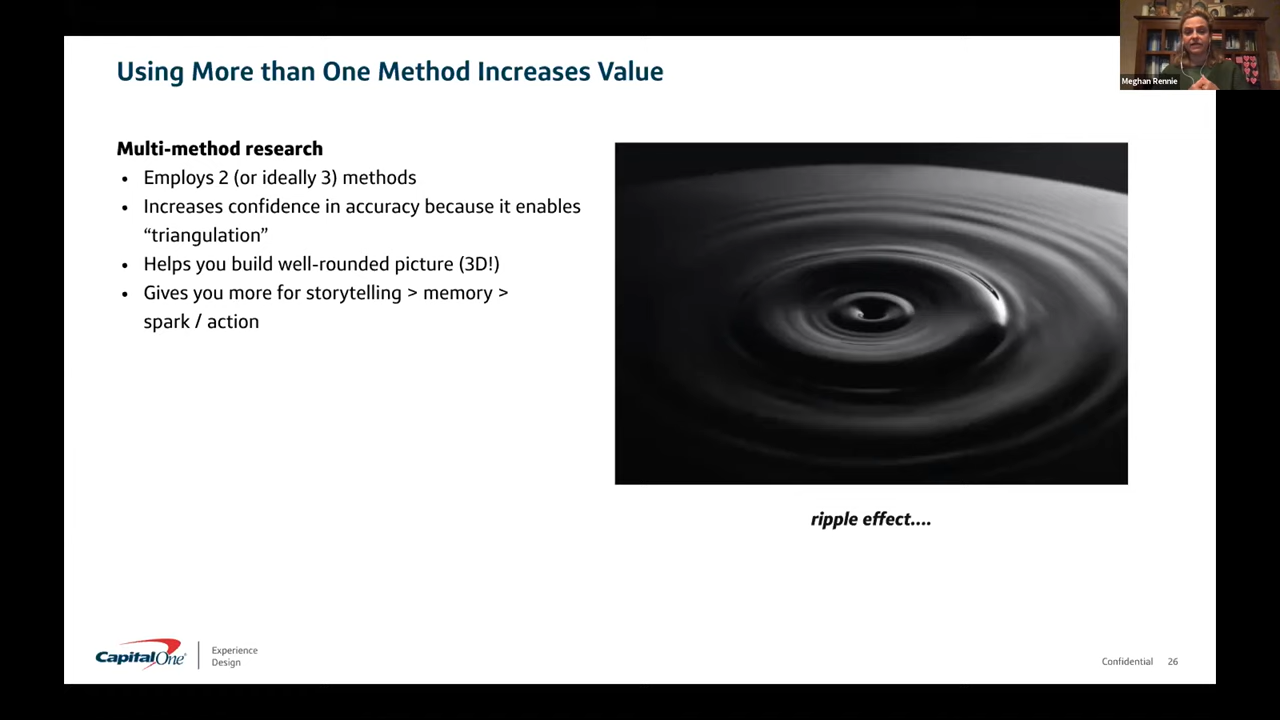 Using More than One Method Increases Value
Meghan Rennie
Multi-method research
• Employs 2 (or ideally 3) methods
• Increases confidence in accuracy because it enables
“triangulation”
• Helps you build well-rounded picture (3D!)
• Gives you more for storytelling > memory >
spark / action
ripple effect....
Capital One
Experience
Design
Confidential 26